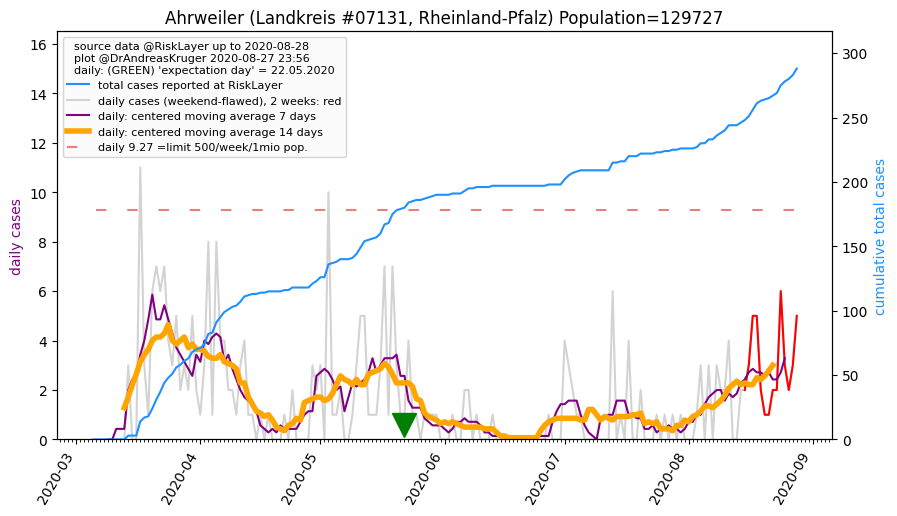 Ahrweiler (Landkreis #07131, Rheinland-Pfalz) Population=129727
source data @RiskLayer up to 2020-08-28
plot @DrAndreasKruger 2020-08-27 23:56
daily: (GREEN) 'expectation day' = 22.05.2020
total cases reported at RiskLayer
daily cases (weekend-flawed), 2 weeks: red
daily: centered moving average 7 days
daily: centered moving average 14 days
daily 9.27 =limit 500/week/1mio pop.
daily cases
16
14
12
10
8
6
4
2
0
cumulative total cases
300
250
200
150
100
50
0
2020-03
2020-04
2020-05
2020-06
2020-07
2020-08
2020-09